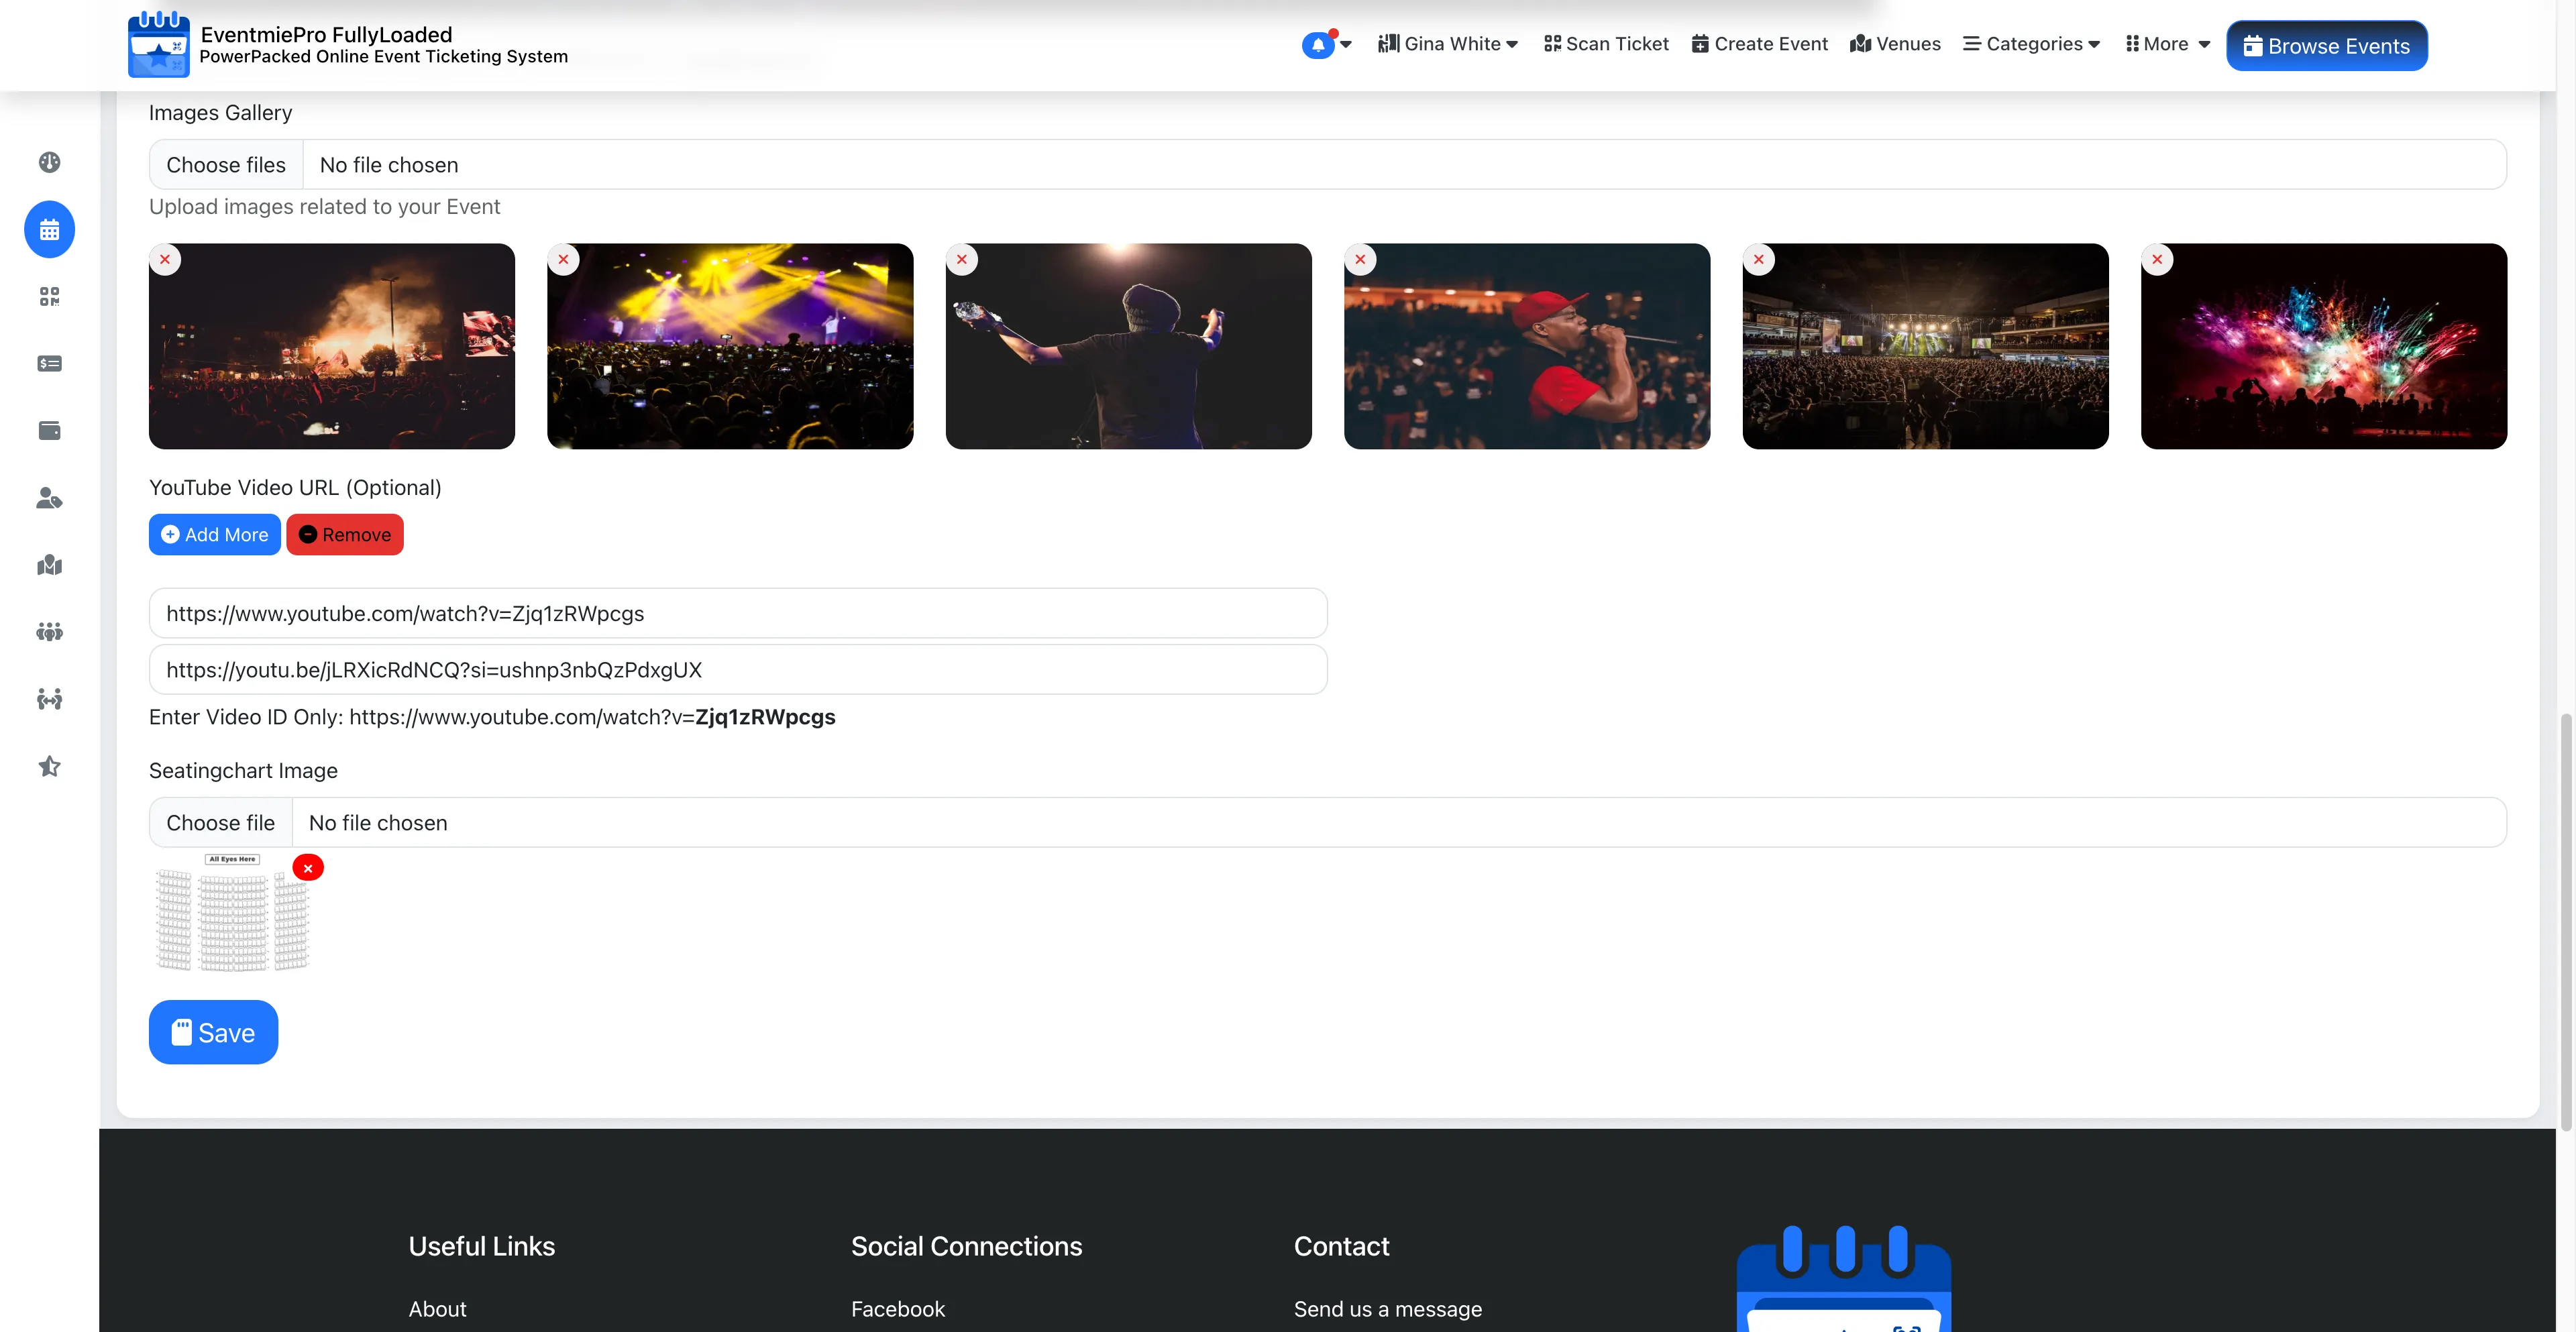 EventmiePro FullyLoaded
PowerPacked Online Event Ticketing System
Gina White
Scan Ticket
Create Event
Venues
Categories
More
Browse Events
Images Gallery
Choose files No file chosen
Upload images related to your Event
YouTube Video URL (Optional)
Add More
Remove
https://www.youtube.com/watch?v=Zjq1zRWpcgs
https://youtu.be/jLRXicRdNCQ?si=ushnp3nbQzPdxgUX
Enter Video ID Only: https://www.youtube.com/watch?v=Zjq1zRWpcgs
Seatingchart Image
Choose file No file chosen
All Eyes Here
Save
Useful Links
Social Connections
Contact
About
Facebook
Send us a message